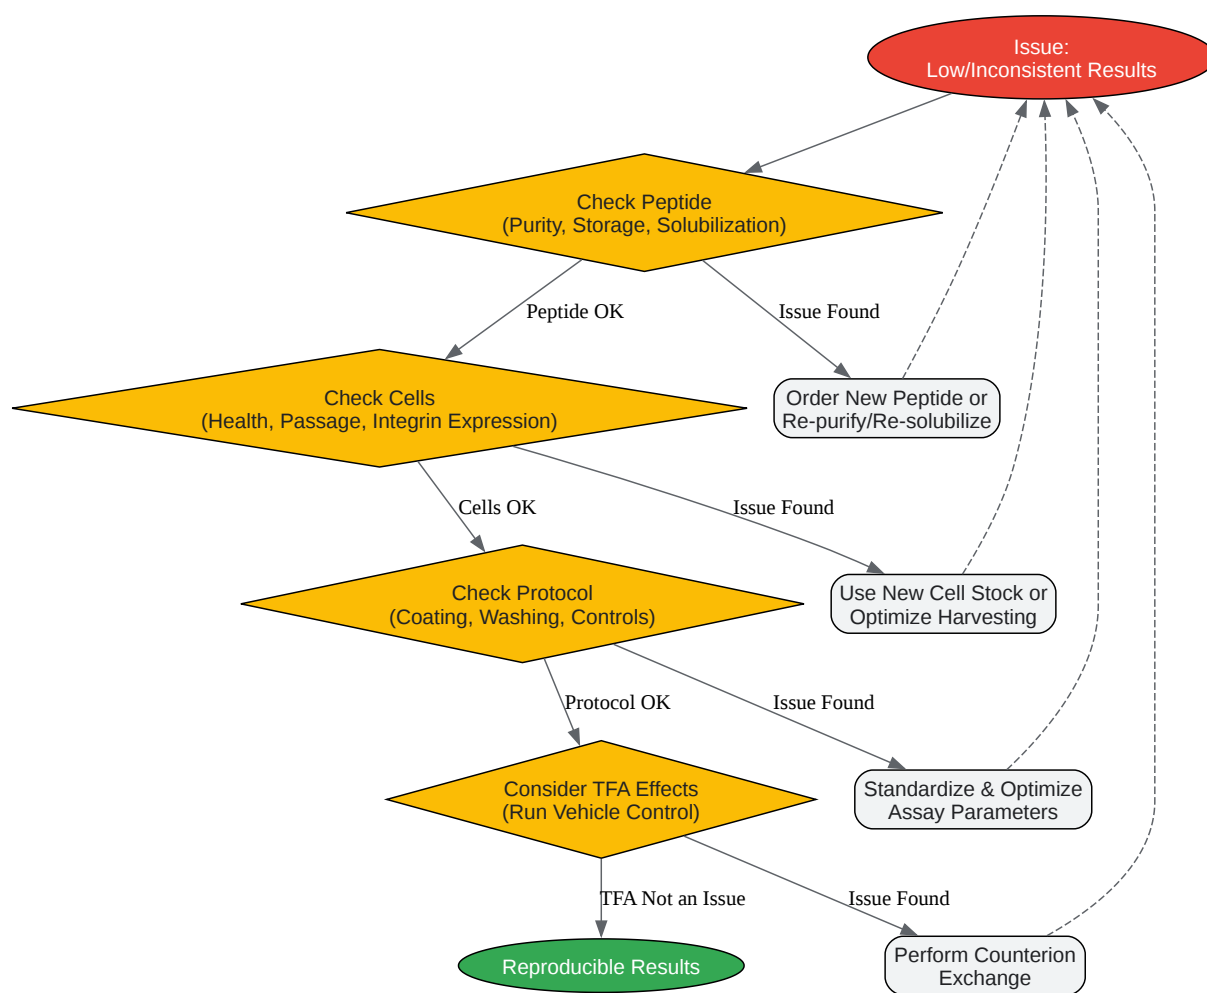 Issue:
Low/Inconsistent Results
Check Peptide
(Purity, Storage, Solubilization)
Peptide OK
Issue Found
Check Cells
(Health, Passage, Integrin Expression)
Order New Peptide or
Re-purify/Re-solubilize
Cells OK
Issue Found
Check Protocol
(Coating, Washing, Controls)
Use New Cell Stock or
Optimize Harvesting
Protocol OK
Issue Found
Consider TFA Effects
(Run Vehicle Control)
Standardize & Optimize
Assay Parameters
TFA Not an Issue
Issue Found
Reproducible Results
Perform Counterion
Exchange